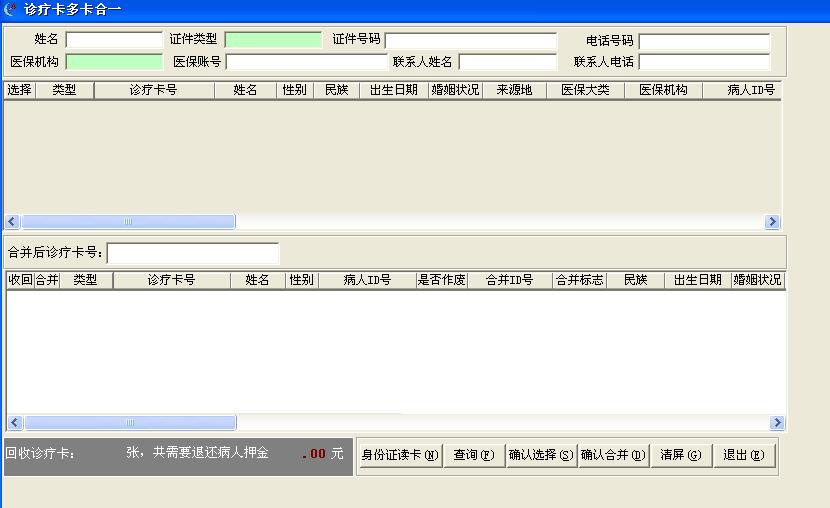 诊疗卡多卡合一
姓名 证件类型 证件号码 电话号码
医保机构 医保账号 联系人姓名 联系人电话
选择 类型 诊疗卡号 姓名 性别 民族 出生日期 婚姻状况 来源地 医保大类 医保机构 病人ID号
合并后诊疗卡号:
收回 合并 类型 诊疗卡号 姓名 性别 病人ID号 是否作废 合并ID号 合并标志 民族 出生日期 婚姻状况
回收诊疗卡: 张, 共需要退还病人押金 .00 元 身份证读卡(N) 查询(F) 确认选择(S) 确认合并(D) 清屏(G) 退出(E)